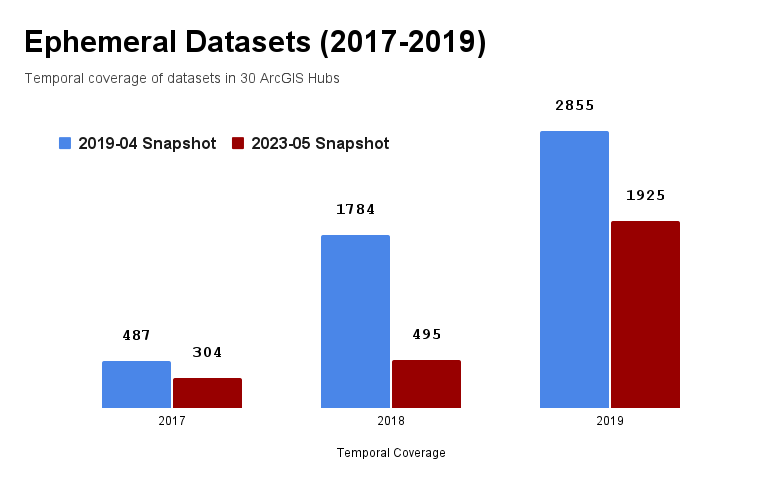 Ephemeral Datasets (2017-2019)
Temporal coverage of datasets in 30 ArcGIS Hubs
2019-04 Snapshot 2023-05 Snapshot
2855
1925
1784
495
487
304
2017 2018 2019
Temporal Coverage